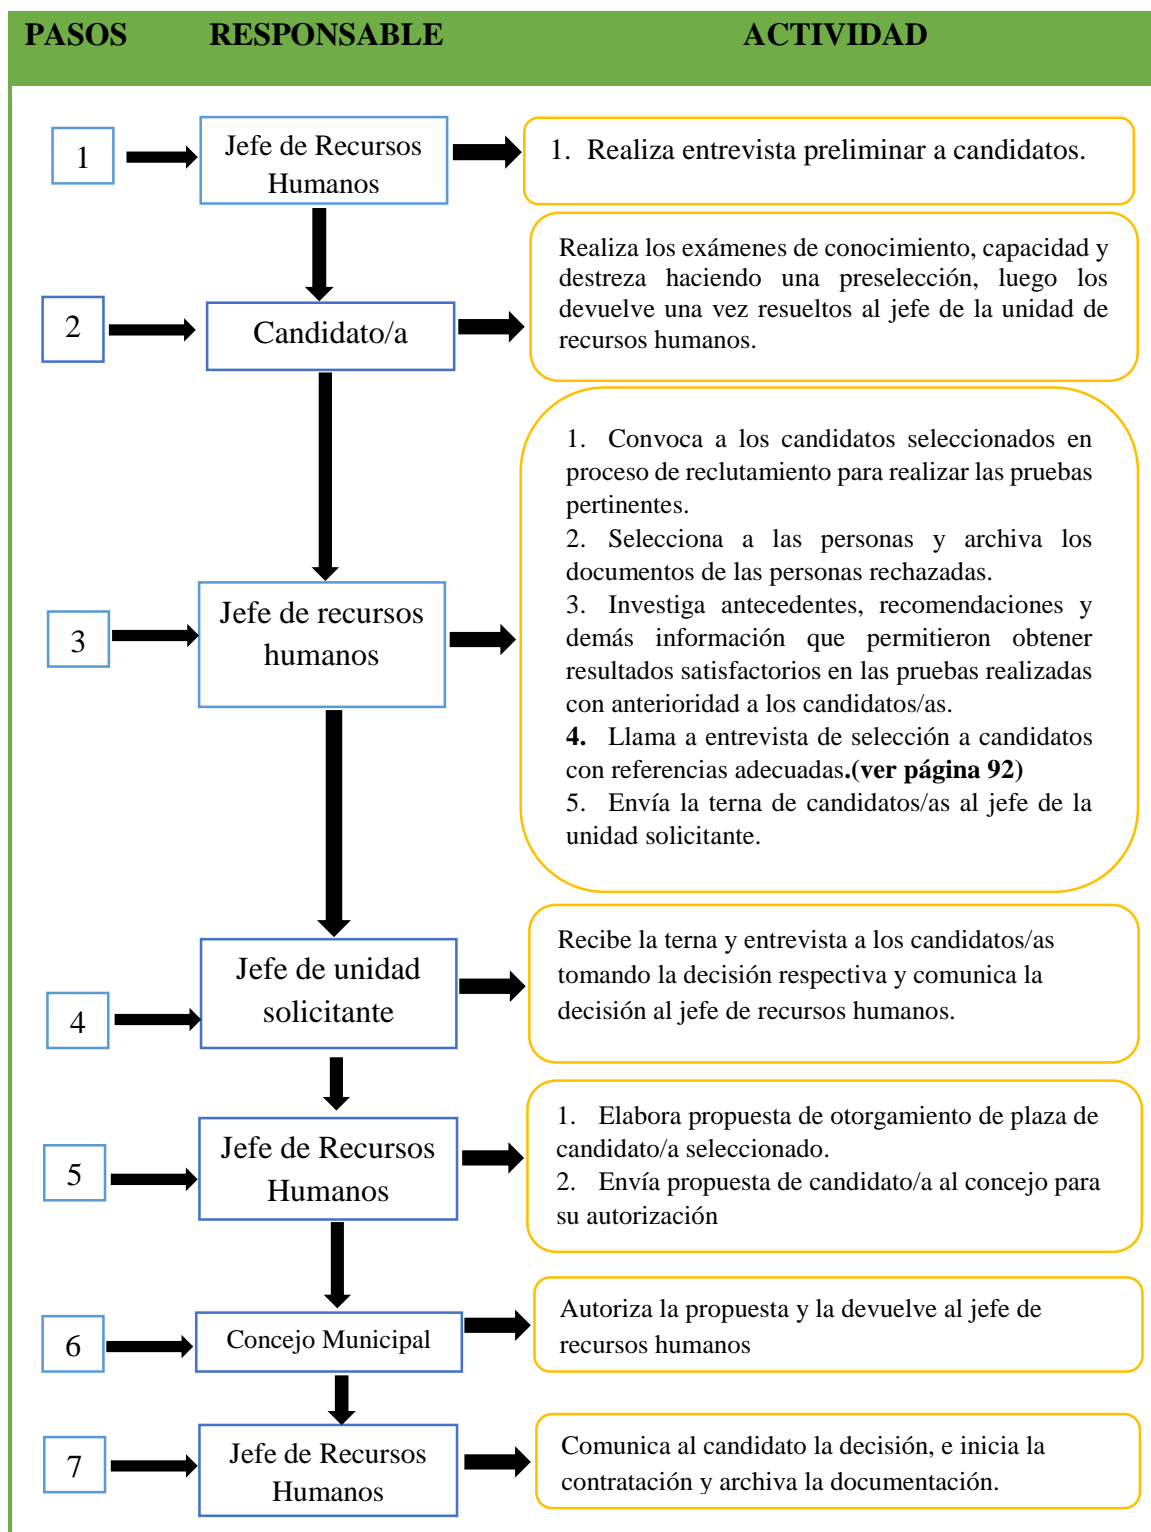 PASOS RESPONSABLE ACTIVIDAD
1
Jefe de Recursos
Humanos
1. Realiza entrevista preliminar a candidatos.
2
Candidato/a
Realiza los exámenes de conocimiento, capacidad y
destreza haciendo una preselección, luego los
devuelve una vez resueltos al jefe de la unidad de
recursos humanos.
3
Jefe de recursos
humanos
1. Convoca a los candidatos seleccionados en
proceso de reclutamiento para realizar las pruebas
pertinentes.
2. Selecciona a las personas y archiva los
documentos de las personas rechazadas.
3. Investiga antecedentes, recomendaciones y
demás información que permitieron obtener
resultados satisfactorios en las pruebas realizadas
con anterioridad a los candidatos/as.
4. Llama a entrevista de selección a candidatos
con referencias adecuadas.(ver página 92)
5. Envía la terna de candidatos/as al jefe de la
unidad solicitante.
4
Jefe de unidad
solicitante
Recibe la terna y entrevista a los candidatos/as
tomando la decisión respectiva y comunica la
decisión al jefe de recursos humanos.
5
Jefe de Recursos
Humanos
1. Elabora propuesta de otorgamiento de plaza de
candidato/a seleccionado.
2. Envía propuesta de candidato/a al concejo para
su autorización
6
Concejo Municipal
Autoriza la propuesta y la devuelve al jefe de
recursos humanos
7
Jefe de Recursos
Humanos
Comunica al candidato la decisión, e inicia la
contratación y archiva la documentación.